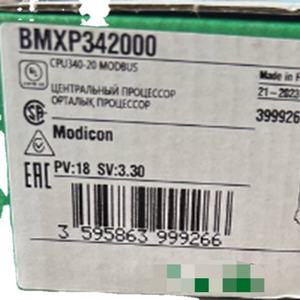 BMXP342000
CPU340-20 MODBUS
Made in F
ЦЕНТРАЛЬНЫЙ ПРОЦЕССОР
21-2023
ОРТАЛЫҚ ПРОЦЕССОР
399926
Modicon
EAC PV:18 SV:3.30
3 595863 999266